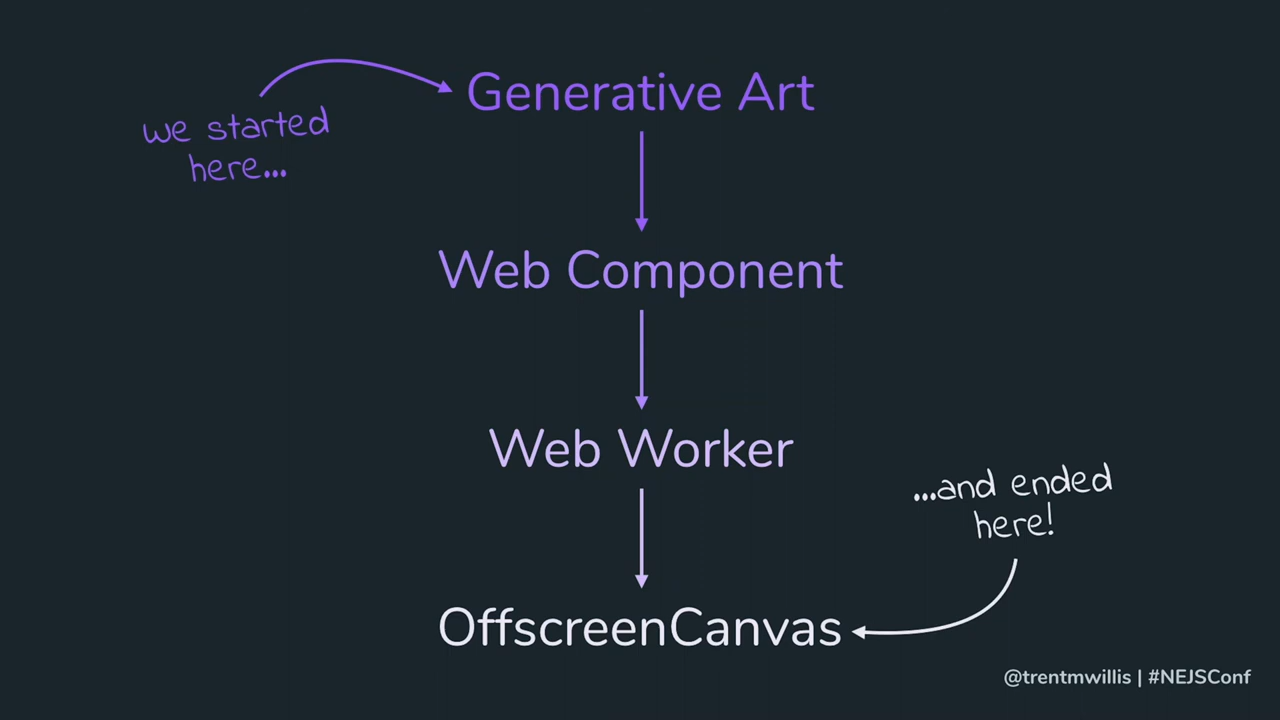 Generative Art
we started
here...
Web Component
Web Worker
...and ended
here!
OffscreenCanvas
@trentmwillis | #NEJSConf